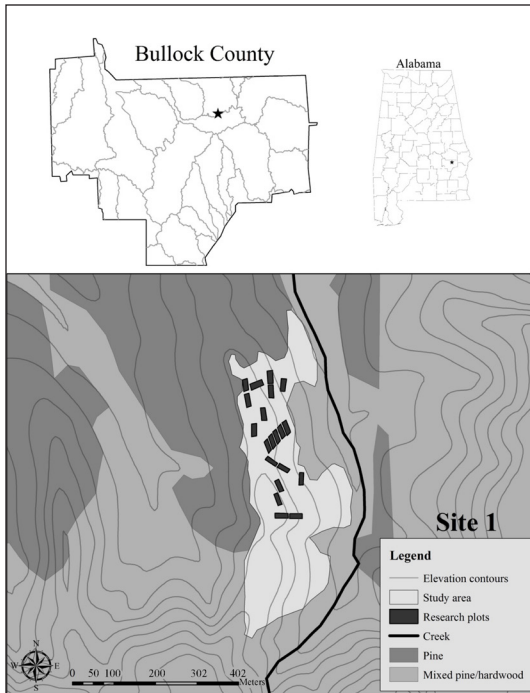 Bullock County
Alabama
Site 1
Legend
Elevation contours
Study area
Research plots
Creek
Pine
Mixed pine/hardwood
N
W E
S
0 50 100 200 302 402
Meters